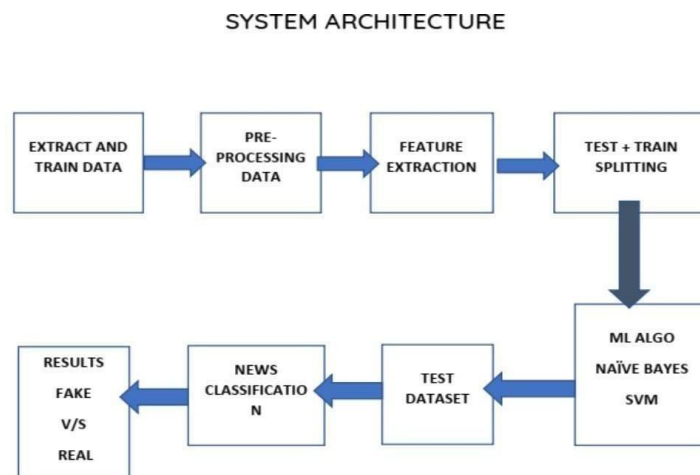 SYSTEM ARCHITECTURE
EXTRACT AND
TRAIN DATA
PRE-
PROCESSING
DATA
FEATURE
EXTRACTION
TEST + TRAIN
SPLITTING
ML ALGO
NAÏVE BAYES
SVM
TEST
DATASET
NEWS
CLASSIFICATIO
N
RESULTS
FAKE
V/S
REAL